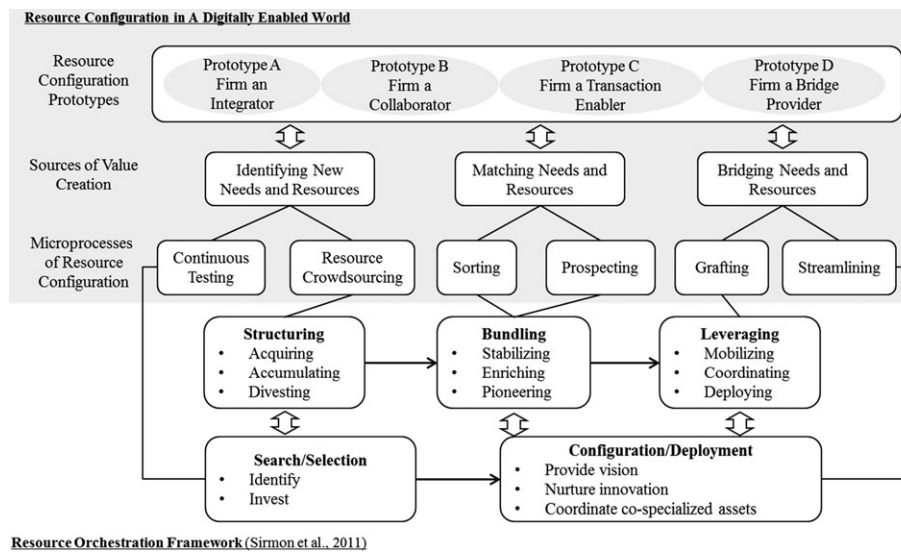 Resource Configuration in A Digitally Enabled World
Resource
Configuration
Prototypes
Prototype A
Firm an
Integrator
Prototype B
Firm a
Collaborator
Prototype C
Firm a Transaction
Enabler
Prototype D
Firm a Bridge
Provider
Sources of Value
Creation
Identifying New
Needs and Resources
Matching Needs and
Resources
Bridging Needs and
Resources
Microprocesses
of Resource
Configuration
Continuous
Testing
Resource
Crowdsourcing
Sorting
Prospecting
Grafting
Streamlining
Structuring
• Acquiring
• Accumulating
• Divesting
Bundling
• Stabilizing
• Enriching
• Pioneering
Leveraging
• Mobilizing
• Coordinating
• Deploying
Search/Selection
• Identify
• Invest
Configuration/Deployment
• Provide vision
• Nurture innovation
• Coordinate co-specialized assets
Resource Orchestration Framework (Sirmon et al., 2011)